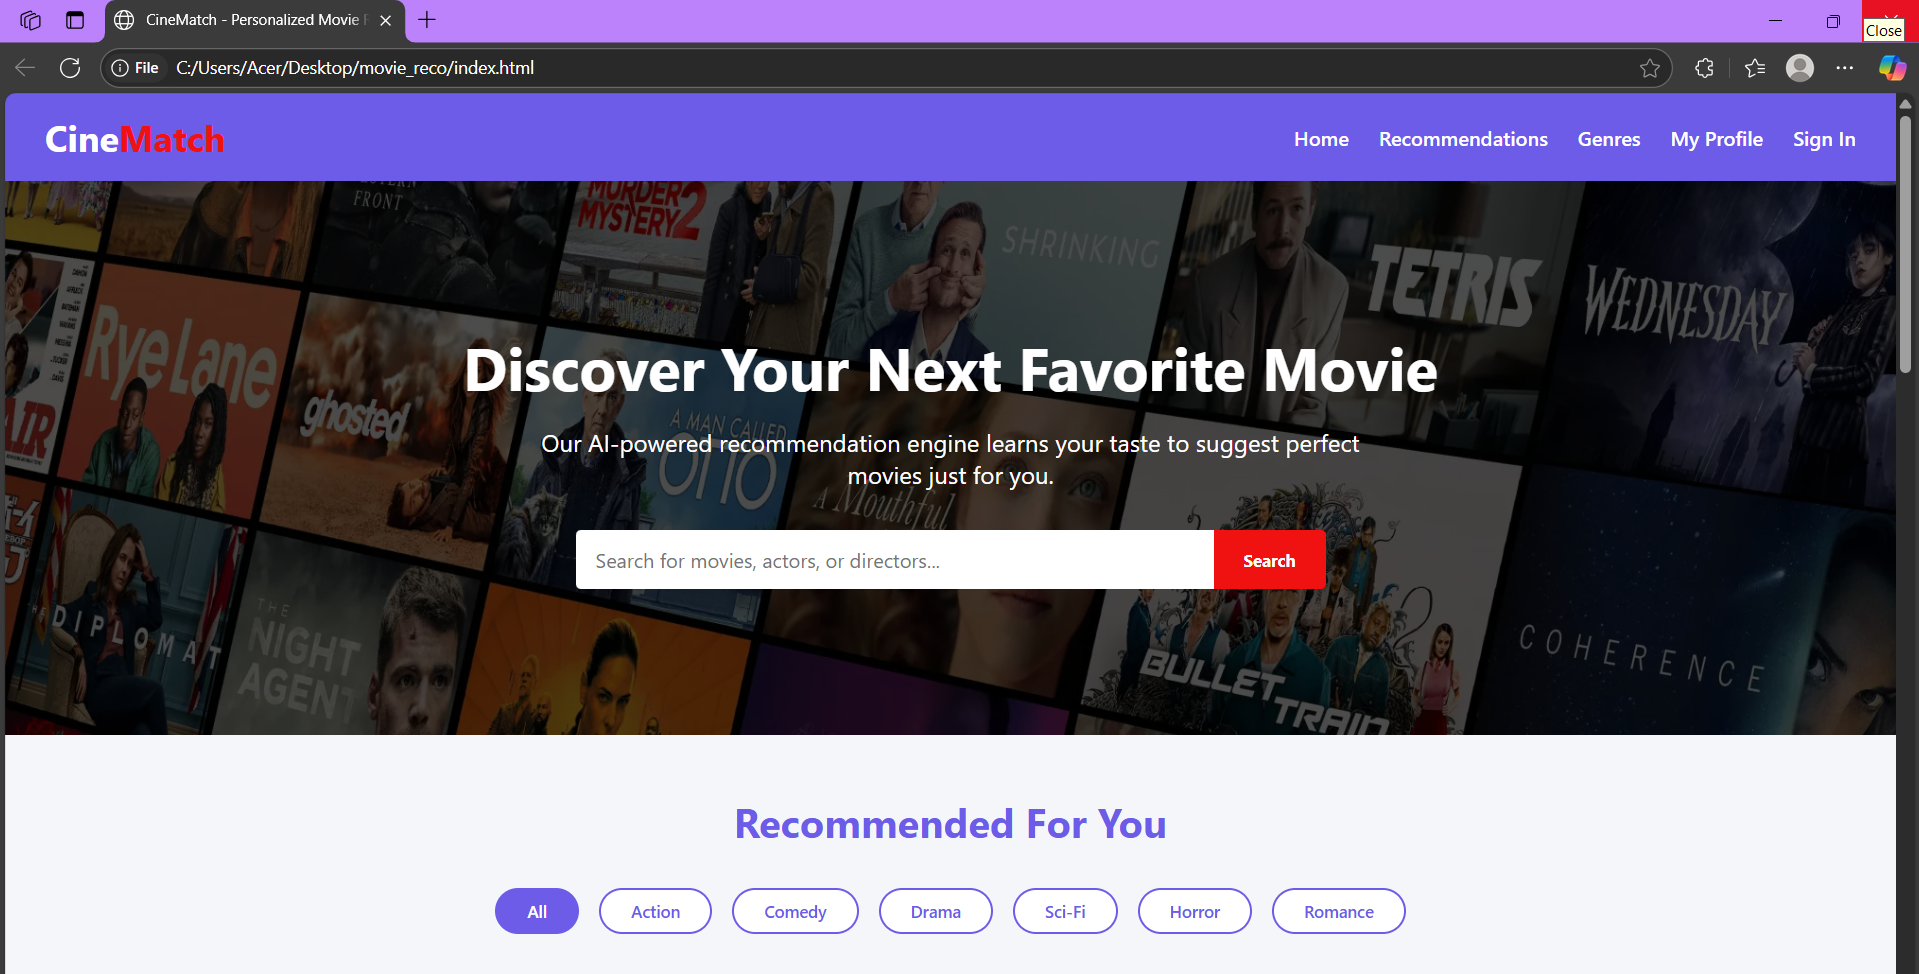 CineMatch - Personalized Movie
Close
File C:/Users/Acer/Desktop/movie_reco/index.html
CineMatch
Home Recommendations Genres My Profile Sign In
FRONT
MURDER
MYSTERY 2
SHRINKING
TETRIS
WEDNESDAY
Rye Lane
ghosted
Discover Your Next Favorite Movie
A MAN CALLED
OTTO
Our AI-powered recommendation engine learns your taste to suggest perfect
movies just for you.
A Mouthful
Search for movies, actors, or directors...
Search
AIR
THE DIPLOMAT
THE
NIGHT
AGENT
BULLET
TRAIN
COHERENCE
Recommended For You
All Action Comedy Drama Sci-Fi Horror Romance